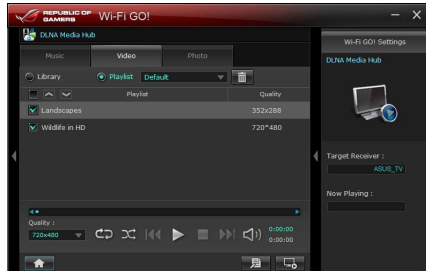 REPUBLIC OF GAMERS Wi-Fi GO!
DLNA Media Hub
Music Video Photo
Library Playlist Default
Playlist Quality
Landscapes 352x288
Wildlife in HD 720*480
Quality :
720x480
0:00:00
0:00:00
Wi-Fi GO! Settings
DLNA Media Hub
Target Receiver :
ASUS_TV
Now Playing :